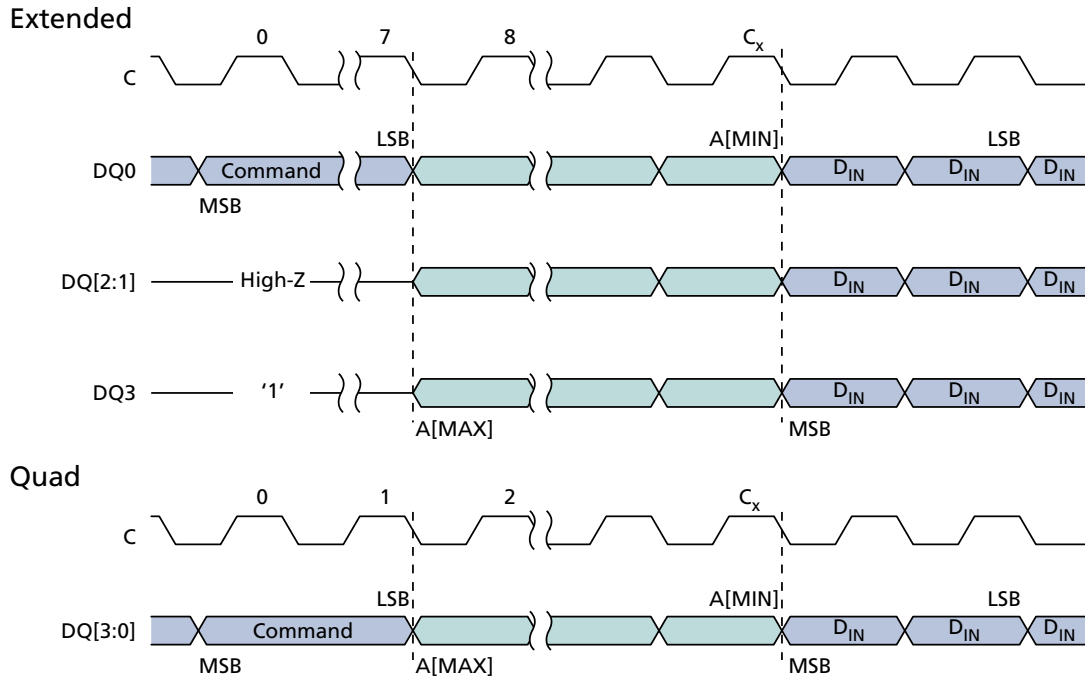 Extended
0 7 8 Cx
C
LSB A[MIN] LSB
DQ0 Command DIN DIN DIN
MSB
DQ[2:1] High-Z DIN DIN DIN
DQ3 ‘1’ DIN DIN DIN
A[MAX] MSB
Quad
0 1 2 Cx
C
LSB A[MIN] LSB
DQ[3:0] Command DIN DIN DIN
MSB A[MAX] MSB